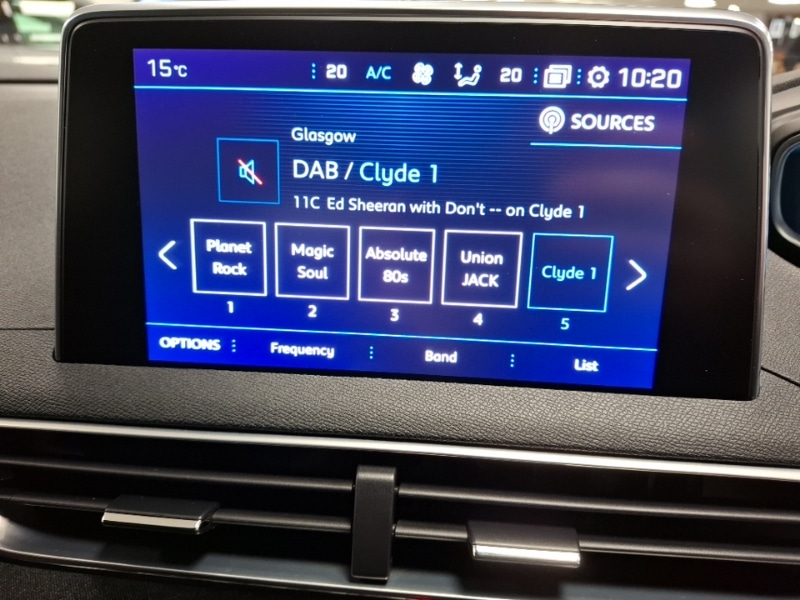 15°C 20 A/C 20 10:20
SOURCES
Glasgow
DAB / Clyde 1
11C Ed Sheeran with Don't -- on Clyde 1
Planet Rock
Magic Soul
Absolute 80s
Union JACK
Clyde 1
1 2 3 4 5
OPTIONS Frequency Band List